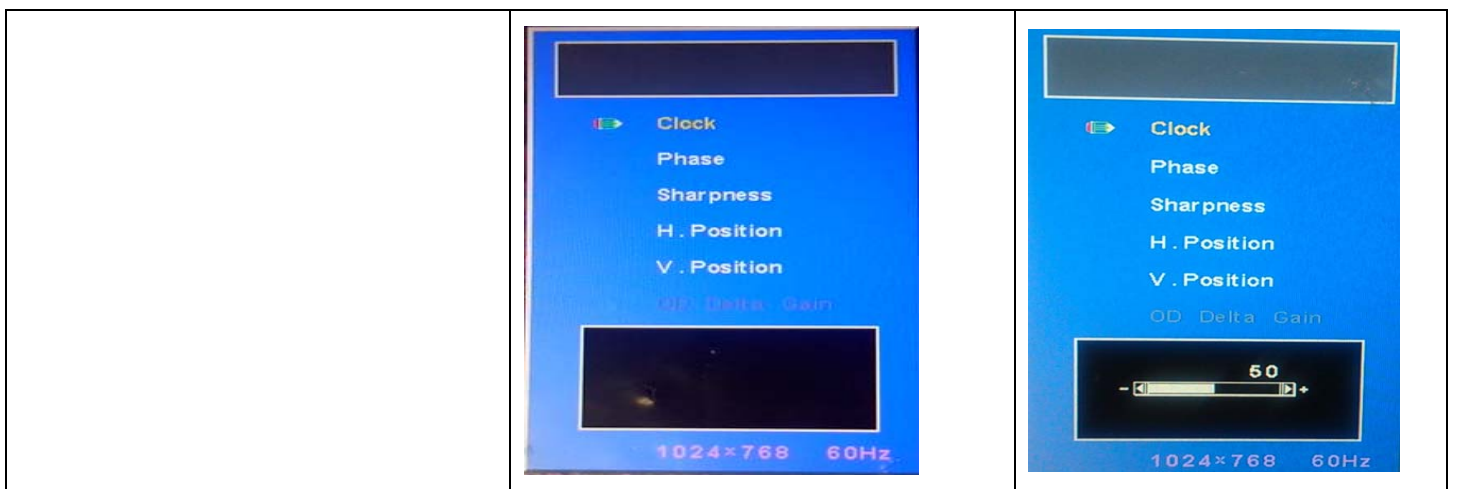 Clock
Phase
Sharpness
H.Position
V.Position
OD Delta Gain
1024×768 60Hz
Clock
Phase
Sharpness
H.Position
V.Position
OD Delta Gain
50
- +
1024×768 60Hz